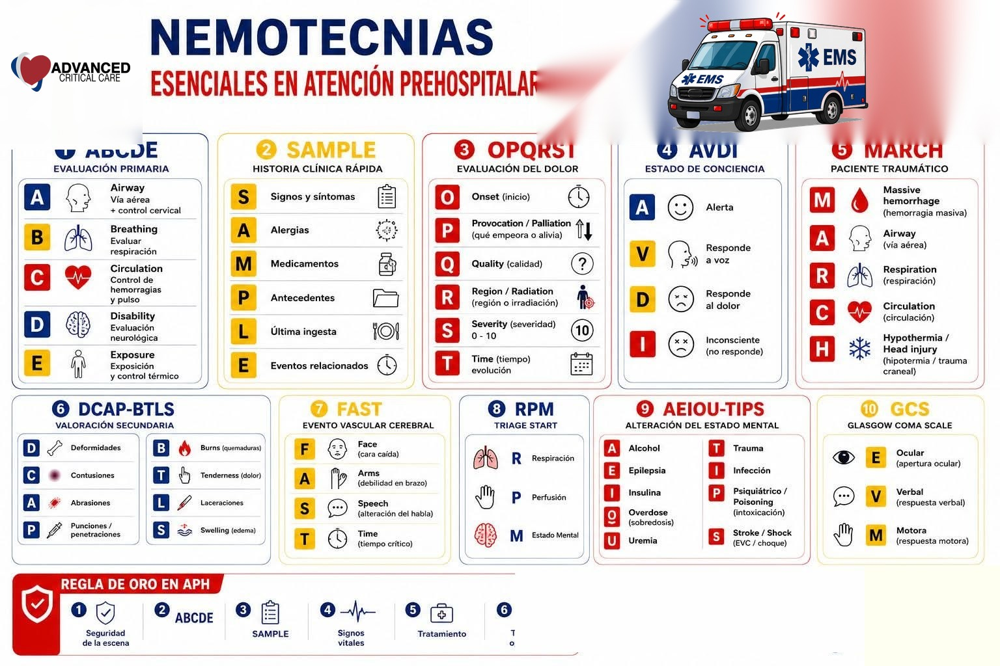 NEMOTECNIAS
ESENCIALES EN ATENCIÓN PREHOSPITALAR
ADVANCED
CRITICAL CARE
EMS
EMS
1 ABCDE
EVALUACIÓN PRIMARIA
A
Airway
Vía aérea
+ control cervical
B
Breathing
Evaluar
respiración
C
Circulation
Control de
hemorragias
y pulso
D
Disability
Evaluación
neurológica
E
Exposure
Exposición
y control térmico
2 SAMPLE
HISTORIA CLÍNICA RÁPIDA
S Signos y síntomas
A Alergias
M Medicamentos
P Antecedentes
L Última ingesta
E Eventos relacionados
3 OPQRST
EVALUACIÓN DEL DOLOR
O Onset (inicio)
P Provocation / Palliation
(qué empeora o alivia)
Q Quality (calidad) ?
R Region / Radiation
(región o irradiación)
S Severity (severidad)
0 - 10
10
T Time (tiempo)
evolución
4 AVDI
ESTADO DE CONCIENCIA
A Alerta
V Responde
a voz
D Responde
al dolor
I Inconsciente
(no responde)
5 MARCH
PACIENTE TRAUMÁTICO
M Massive
hemorrhage
(hemorragia masiva)
A Airway
(vía aérea)
R Respiration
(respiración)
C Circulation
(circulación)
H Hypothermia /
Head injury
(hipotermia / trauma
craneal)
6 DCAP-BTLS
VALORACIÓN SECUNDARIA
D Deformidades
C Contusiones
A Abrasiones
P Punciones /
penetraciones
B Burns (quemaduras)
T Tenderness (dolor)
L Laceraciones
S Swelling (edema)
7 FAST
EVENTO VASCULAR CEREBRAL
F Face
(cara caída)
A Arms
(debilidad en brazo)
S Speech
(alteración del habla)
T Time
(tiempo crítico)
8 RPM
TRIAGE START
R Respiración
P Perfusión
M Estado Mental
9 AEIOU-TIPS
ALTERACIÓN DEL ESTADO MENTAL
A Alcohol
E Epilepsia
I Insulina
O Overdose
(sobredosis)
U Uremia
T Trauma
I Infección
P Psiquiátrico /
Poisoning
(intoxicación)
S Stroke / Shock
(EVC / choque)
10 GCS
GLASGOW COMA SCALE
E Ocular
(apertura ocular)
V Verbal
(respuesta verbal)
M Motora
(respuesta motora)
REGLA DE ORO EN APH
1
Seguridad
de la escena
2 ABCDE
3
SAMPLE
4
Signos
vitales
5
Tratamiento
6